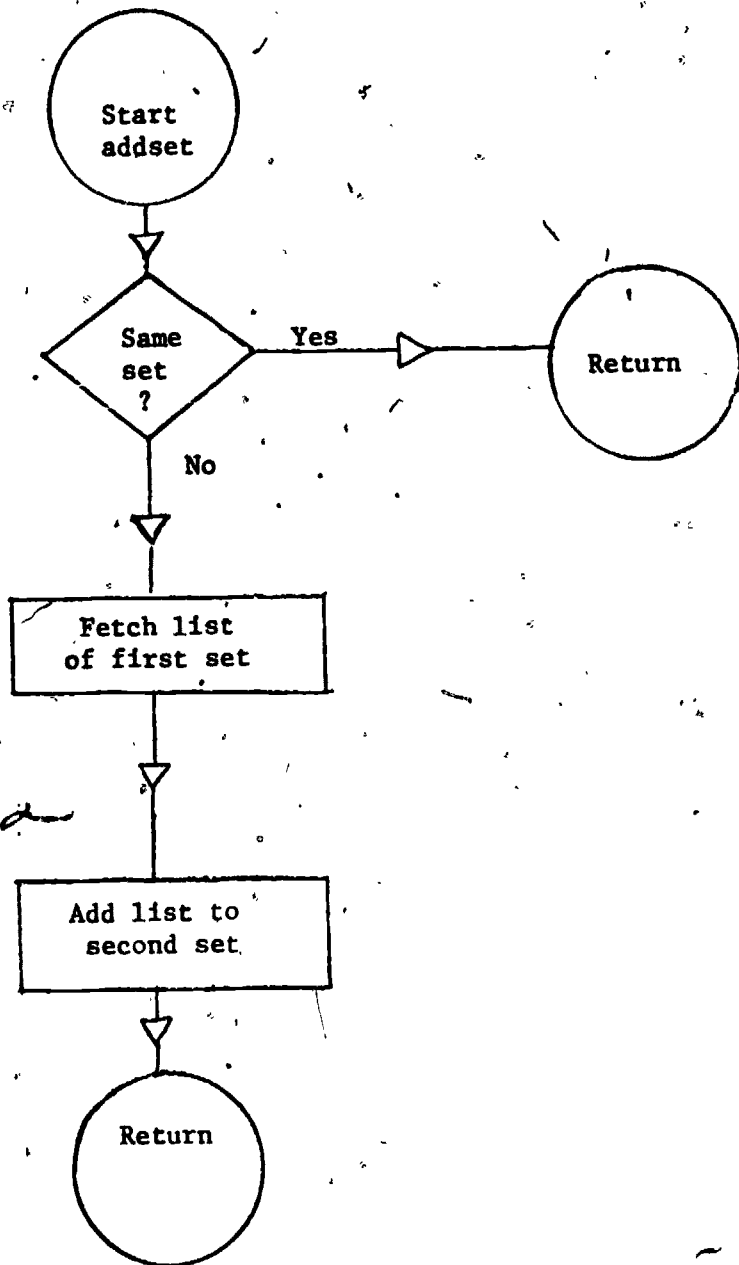 Start
addset
Same
set
?
Yes
Return
No
Fetch list
of first set
Add list to
second set
Return